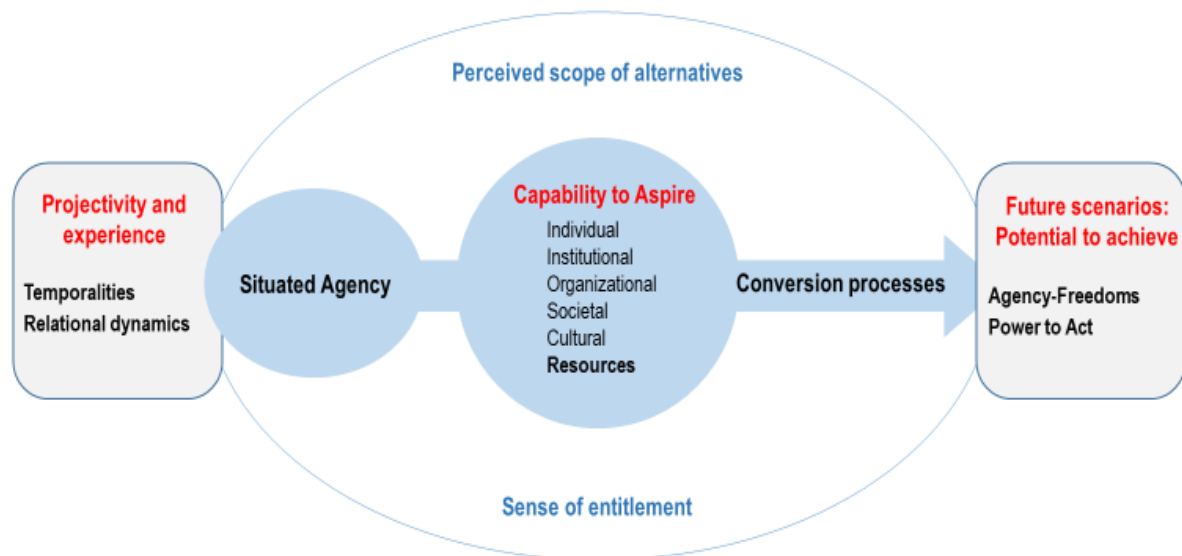 Perceived scope of alternatives
Projectivity and
experience
Temporalities
Relational dynamics
Situated Agency
Capability to Aspire
Individual
Institutional
Organizational
Societal
Cultural
Resources
Conversion processes
Future scenarios:
Potential to achieve
Agency-Freedoms
Power to Act
Sense of entitlement